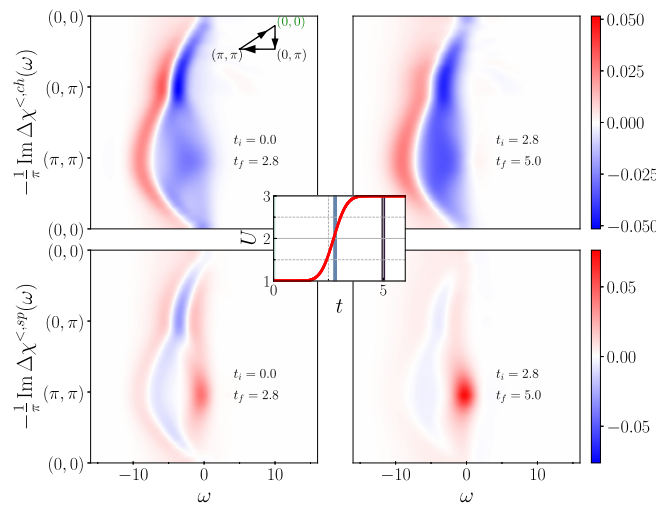 (0, 0)
(0, π)
(π, π)
(0, 0)
−1/π Im Δχ^{<,ch}(ω)
(0, 0)
(π, π)
(0, π)
t_i = 0.0
t_f = 2.8
t_i = 2.8
t_f = 5.0
0.050
0.025
0.000
−0.025
−0.050
3
2
1
U
0
5
t
(0, 0)
(0, π)
(π, π)
(0, 0)
−1/π Im Δχ^{<,sp}(ω)
t_i = 0.0
t_f = 2.8
t_i = 2.8
t_f = 5.0
0.05
0.00
−0.05
−10
0
10
ω
−10
0
10
ω